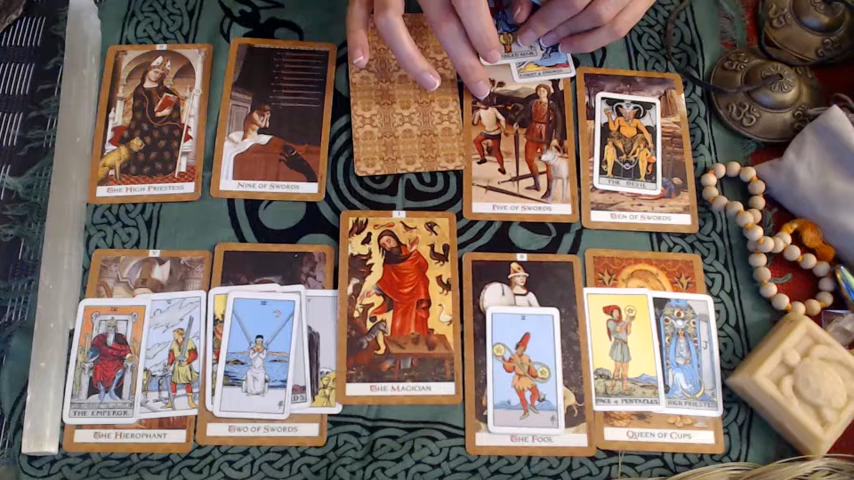 THE HIGH PRIESTESS
NINE OF SWORDS
FIVE OF SWORDS
THE DEVIL
TEN OF SWORDS
I
THE EMPEROR
THE HIEROPHANT
TWO OF SWORDS
THE MAGICIAN
0
THE FOOL
PAGE of PENTACLES
HIGH PRIESTESS
QUEEN OF CUPS